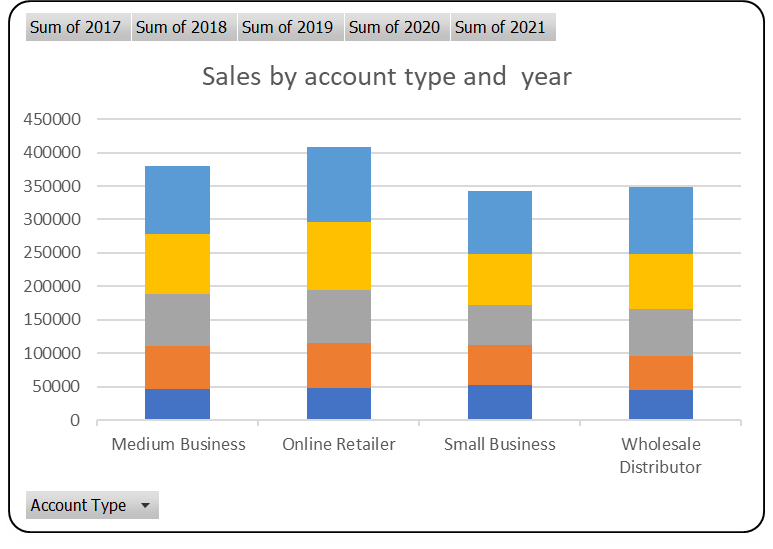 Sum of 2017 Sum of 2018 Sum of 2019 Sum of 2020 Sum of 2021
Sales by account type and  year
450000
400000
350000
300000
250000
200000
150000
100000
50000
0
Medium Business Online Retailer Small Business Wholesale
Distributor
Account Type